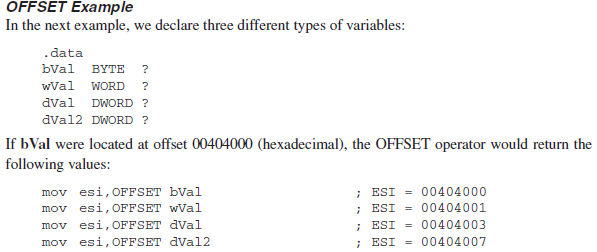 OFFSET Example
In the next example, we declare three different types of variables:
.data
bVal BYTE ?
wVal WORD ?
dVal DWORD ?
dVal2 DWORD ?
If bVal were located at offset 00404000 (hexadecimal), the OFFSET operator would return the
following values:
mov esi,OFFSET bVal ; ESI = 00404000
mov esi,OFFSET wVal ; ESI = 00404001
mov esi,OFFSET dVal ; ESI = 00404003
mov esi,OFFSET dVal2 ; ESI = 00404007